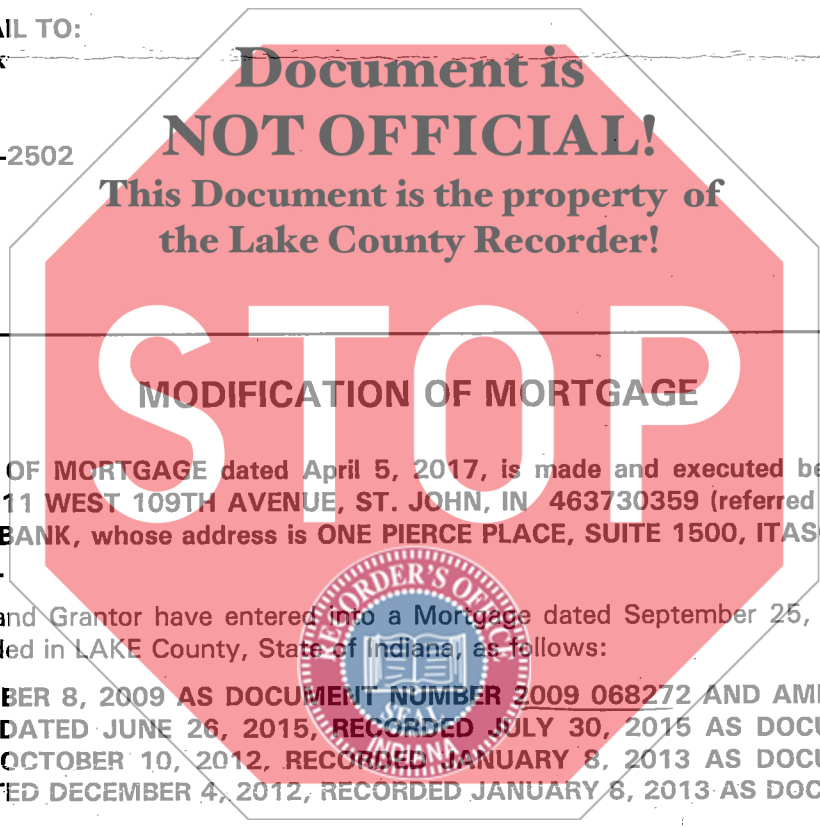 AIL TO:
Document is
NOT OFFICIAL!
-2502
This Document is the property of
the Lake County Recorder!
STOP
MODIFICATION OF MORTGAGE
OF MORTGAGE dated April 5, 2017, is made and executed be
11 WEST 109TH AVENUE, ST. JOHN, IN 463730359 (referred
BANK, whose address is ONE PIERCE PLACE, SUITE 1500, ITAS
RECORDER'S OFFICE
SEAL
INDIANA
and Grantor have entered into a Mortgage dated September 25,
ded in LAKE County, State of Indiana, as follows:
BER 8, 2009 AS DOCUMENT NUMBER 2009 068272 AND AM
DATED JUNE 26, 2015, RECORDED JULY 30, 2015 AS DOCU
OCTOBER 10, 2012, RECORDED JANUARY 8, 2013 AS DOCU
TED DECEMBER 4, 2012, RECORDED JANUARY 8, 2013 AS DOC